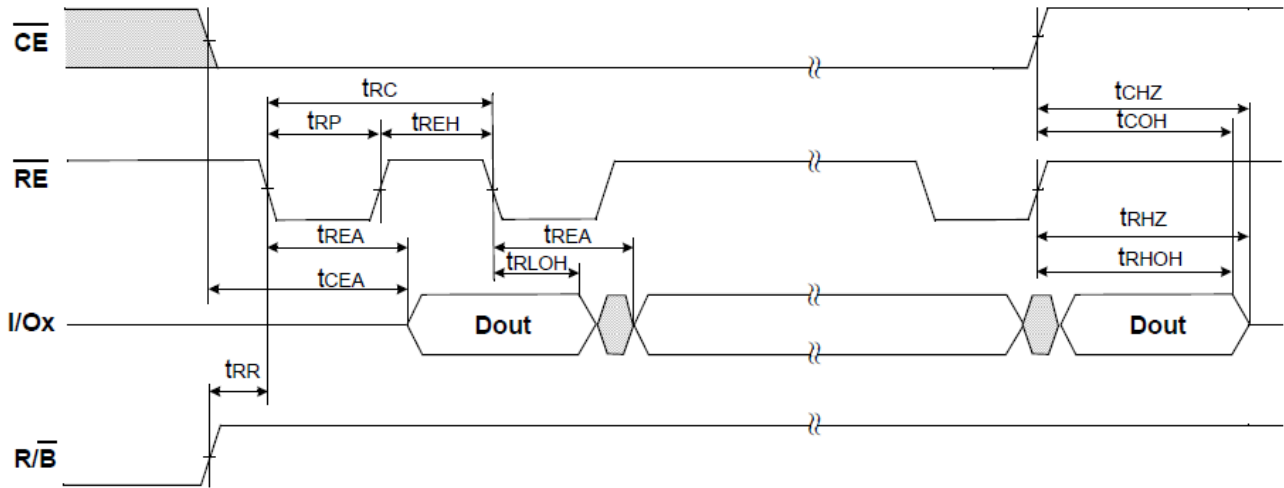 CE
tRC
tCHZ
tRP
tREH
tCOH
RE
tREA
tREA
tRHZ
tRLOH
tRHOH
tCEA
I/Ox
Dout
Dout
tRR
R/B